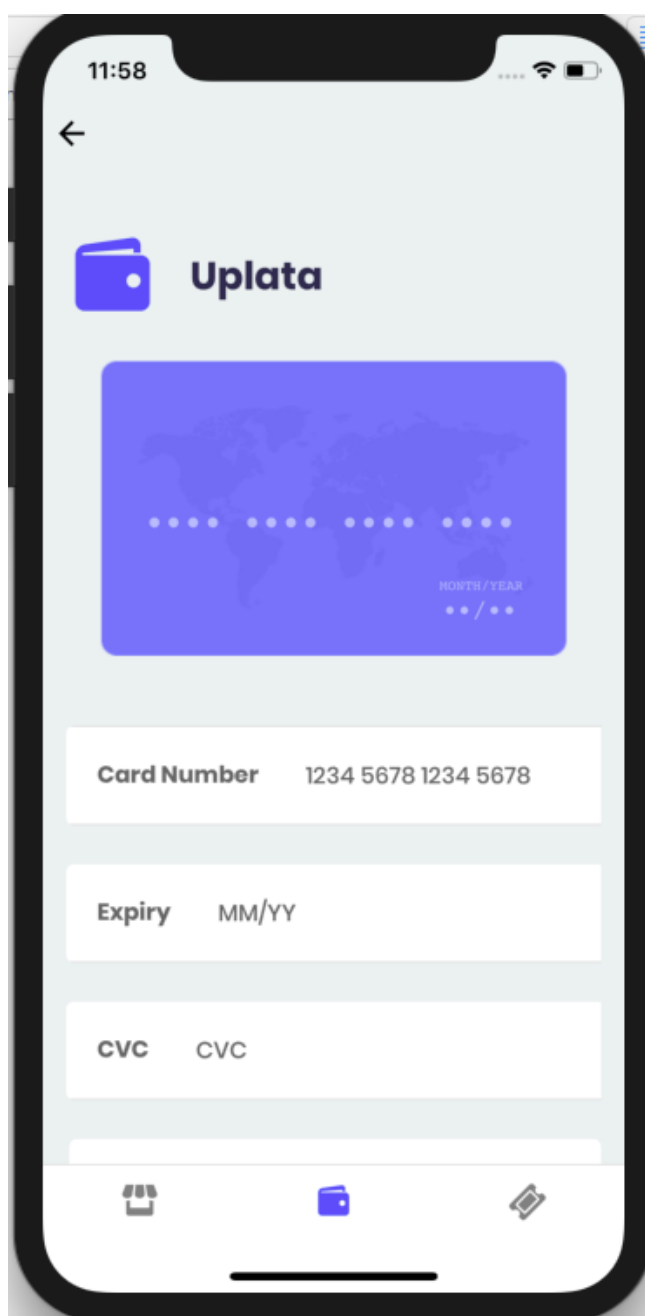 11:58
Uplata
•••• •••• •••• ••••
MONTH/YEAR
••/••
Card Number 1234 5678 1234 5678
Expiry MM/YY
CVC CVC